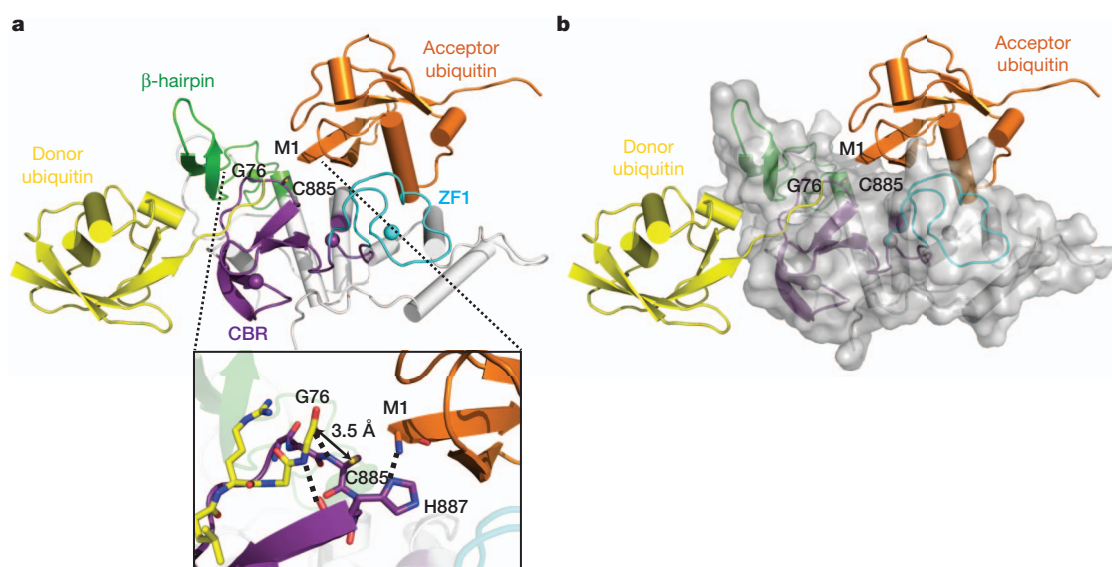 a
β-hairpin
Acceptor
ubiquitin
Donor
ubiquitin
M1
G76
C885
ZF1
CBR
G76
M1
3.5 Å
C885
H887
b
Acceptor
ubiquitin
Donor
ubiquitin
M1
G76
C885